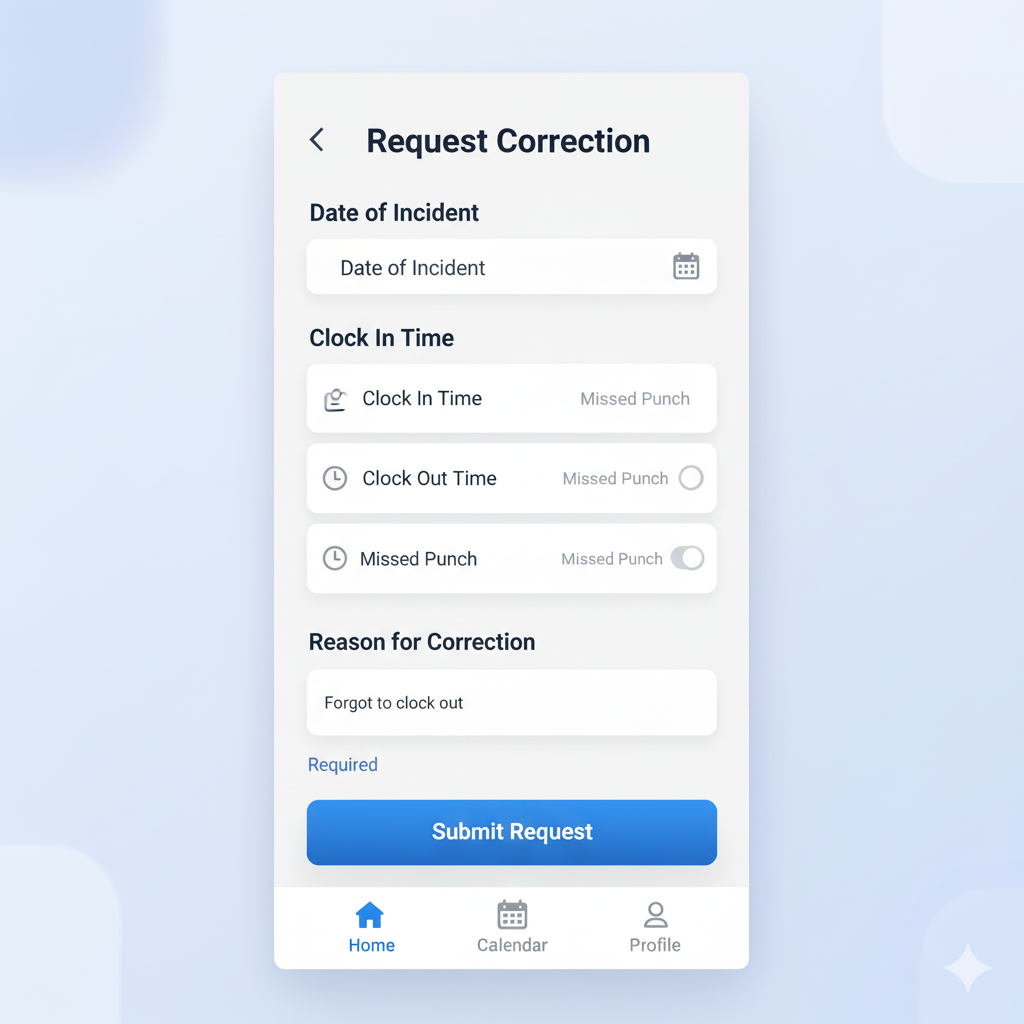 Request Correction
Date of Incident
Date of Incident
Clock In Time
Clock In Time Missed Punch
Clock Out Time Missed Punch
Missed Punch Missed Punch
Reason for Correction
Forgot to clock out
Required
Submit Request
Home Calendar Profile